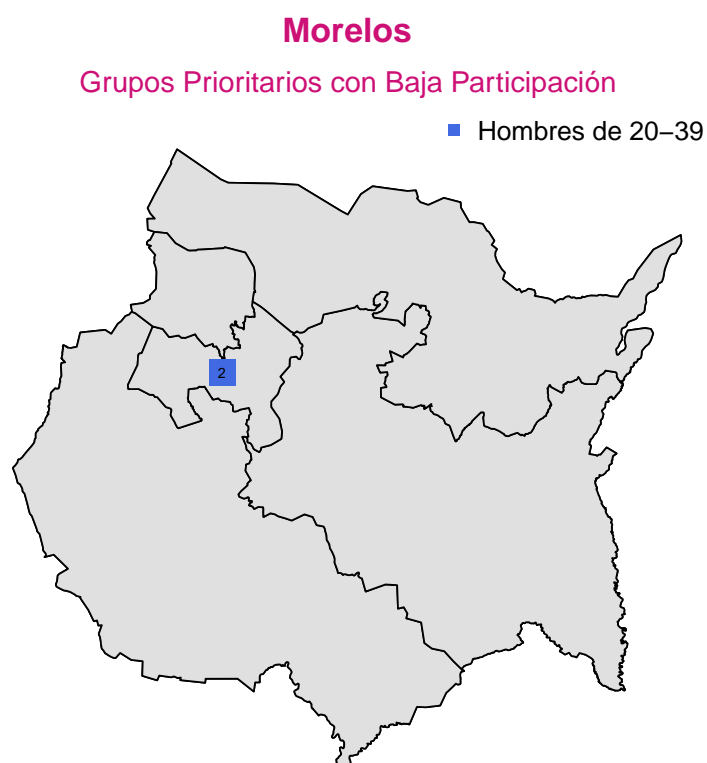 Morelos
Grupos Prioritarios con Baja Participación
Hombres de 20–39
2